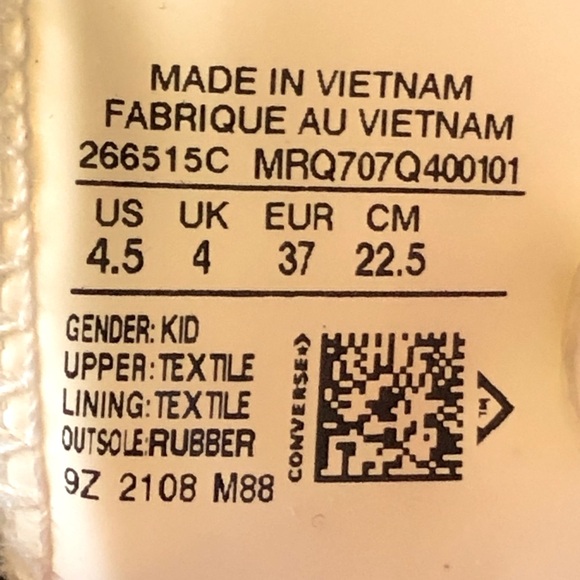 MADE IN VIETNAM
FABRIQUE AU VIETNAM
266515C MRQ707Q400101
US UK EUR CM
4.5 4 37 22.5
GENDER: KID
UPPER: TEXTILE
LINING: TEXTILE
OUTSOLE: RUBBER
9Z 2108 M88
CONVERSE
TM